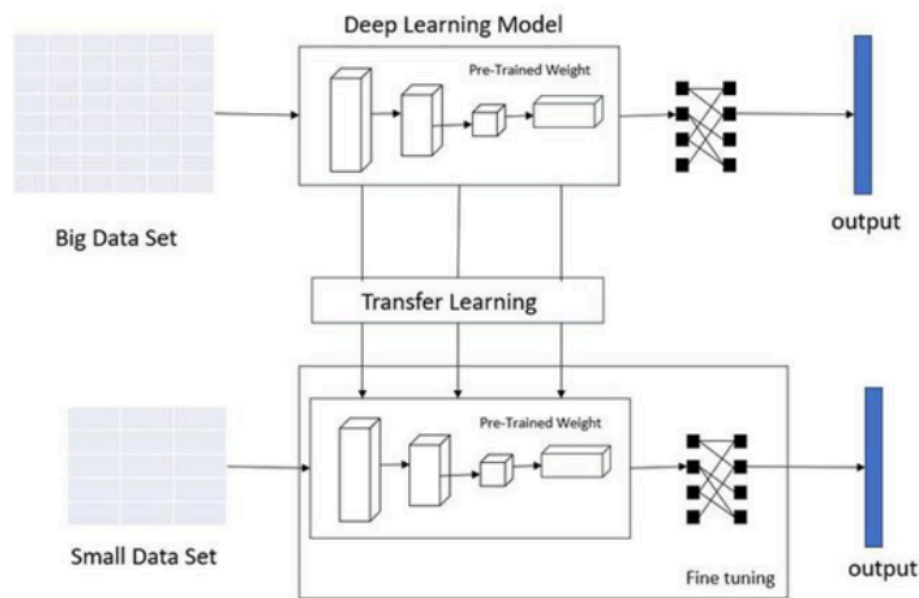 Deep Learning Model
Pre-Trained Weight
Big Data Set
output
Transfer Learning
Pre-Trained Weight
Small Data Set
Fine tuning
output